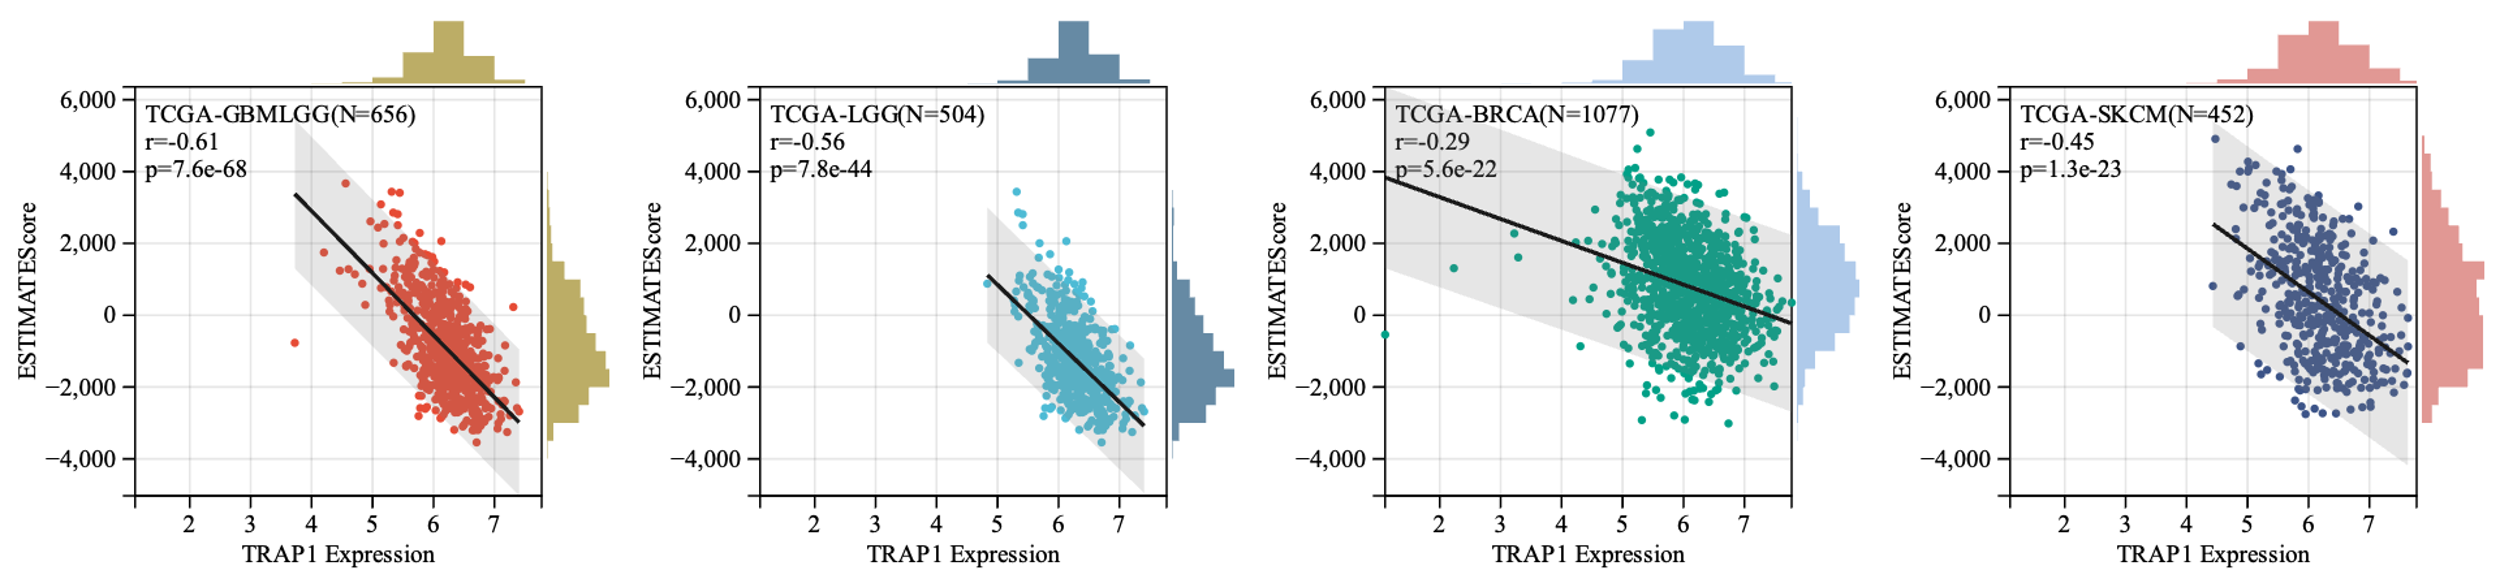 TCGA-GBMLGG(N=656)
r=-0.61
p=7.6e-68
6,000
4,000
2,000
0
−2,000
−4,000
ESTIMATEScore
2 3 4 5 6 7
TRAP1 Expression
TCGA-LGG(N=504)
r=-0.56
p=7.8e-44
6,000
4,000
2,000
0
−2,000
−4,000
ESTIMATEScore
2 3 4 5 6 7
TRAP1 Expression
TCGA-BRCA(N=1077)
r=-0.29
p=5.6e-22
6,000
4,000
2,000
0
−2,000
−4,000
ESTIMATEScore
2 3 4 5 6 7
TRAP1 Expression
TCGA-SKCM(N=452)
r=-0.45
p=1.3e-23
6,000
4,000
2,000
0
−2,000
−4,000
ESTIMATEScore
2 3 4 5 6 7
TRAP1 Expression